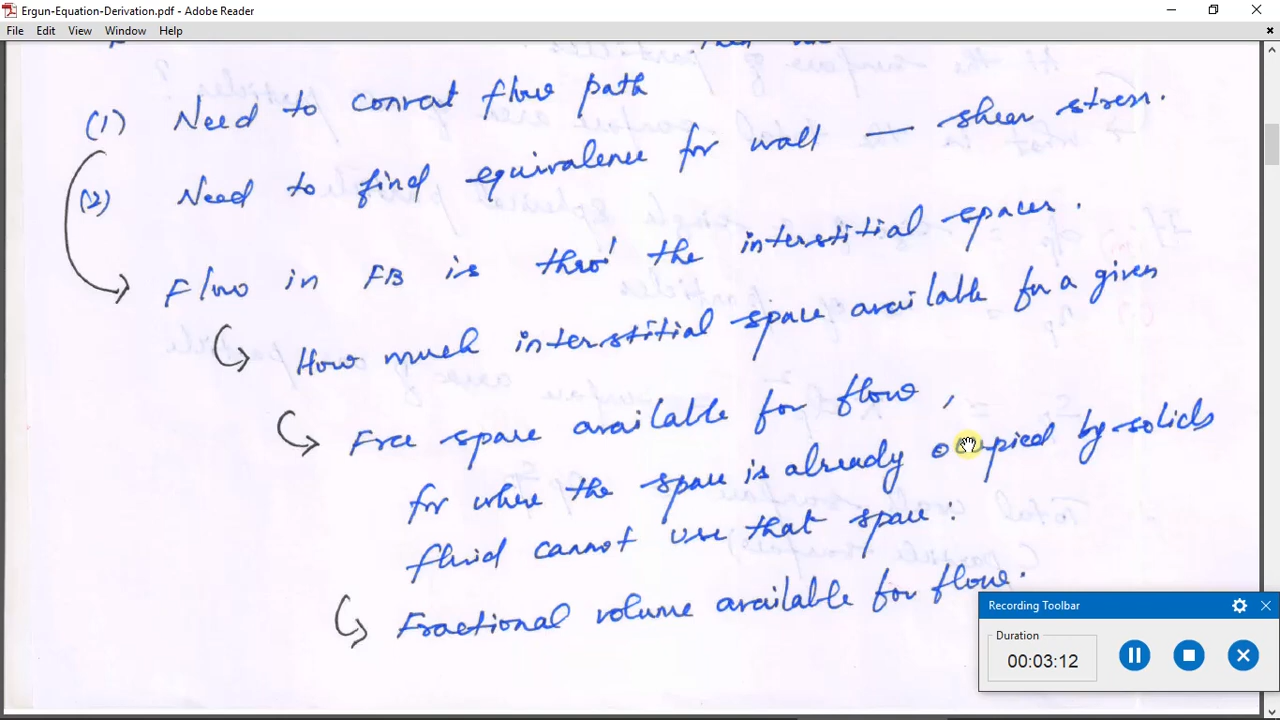 Ergun-Equation-Derivation.pdf - Adobe Reader
File Edit View Window Help
(1) Need to convert flow path
(2) Need to find equivalence for wall — shear stress.
Flow in FB is thro' the interstitial spaces.
How much interstitial space available for a given
Free space available for flow,
for where the space is already occupied by solids
fluid cannot use that space.
Fractional volume available for flow.
Recording Toolbar
Duration
00:03:12